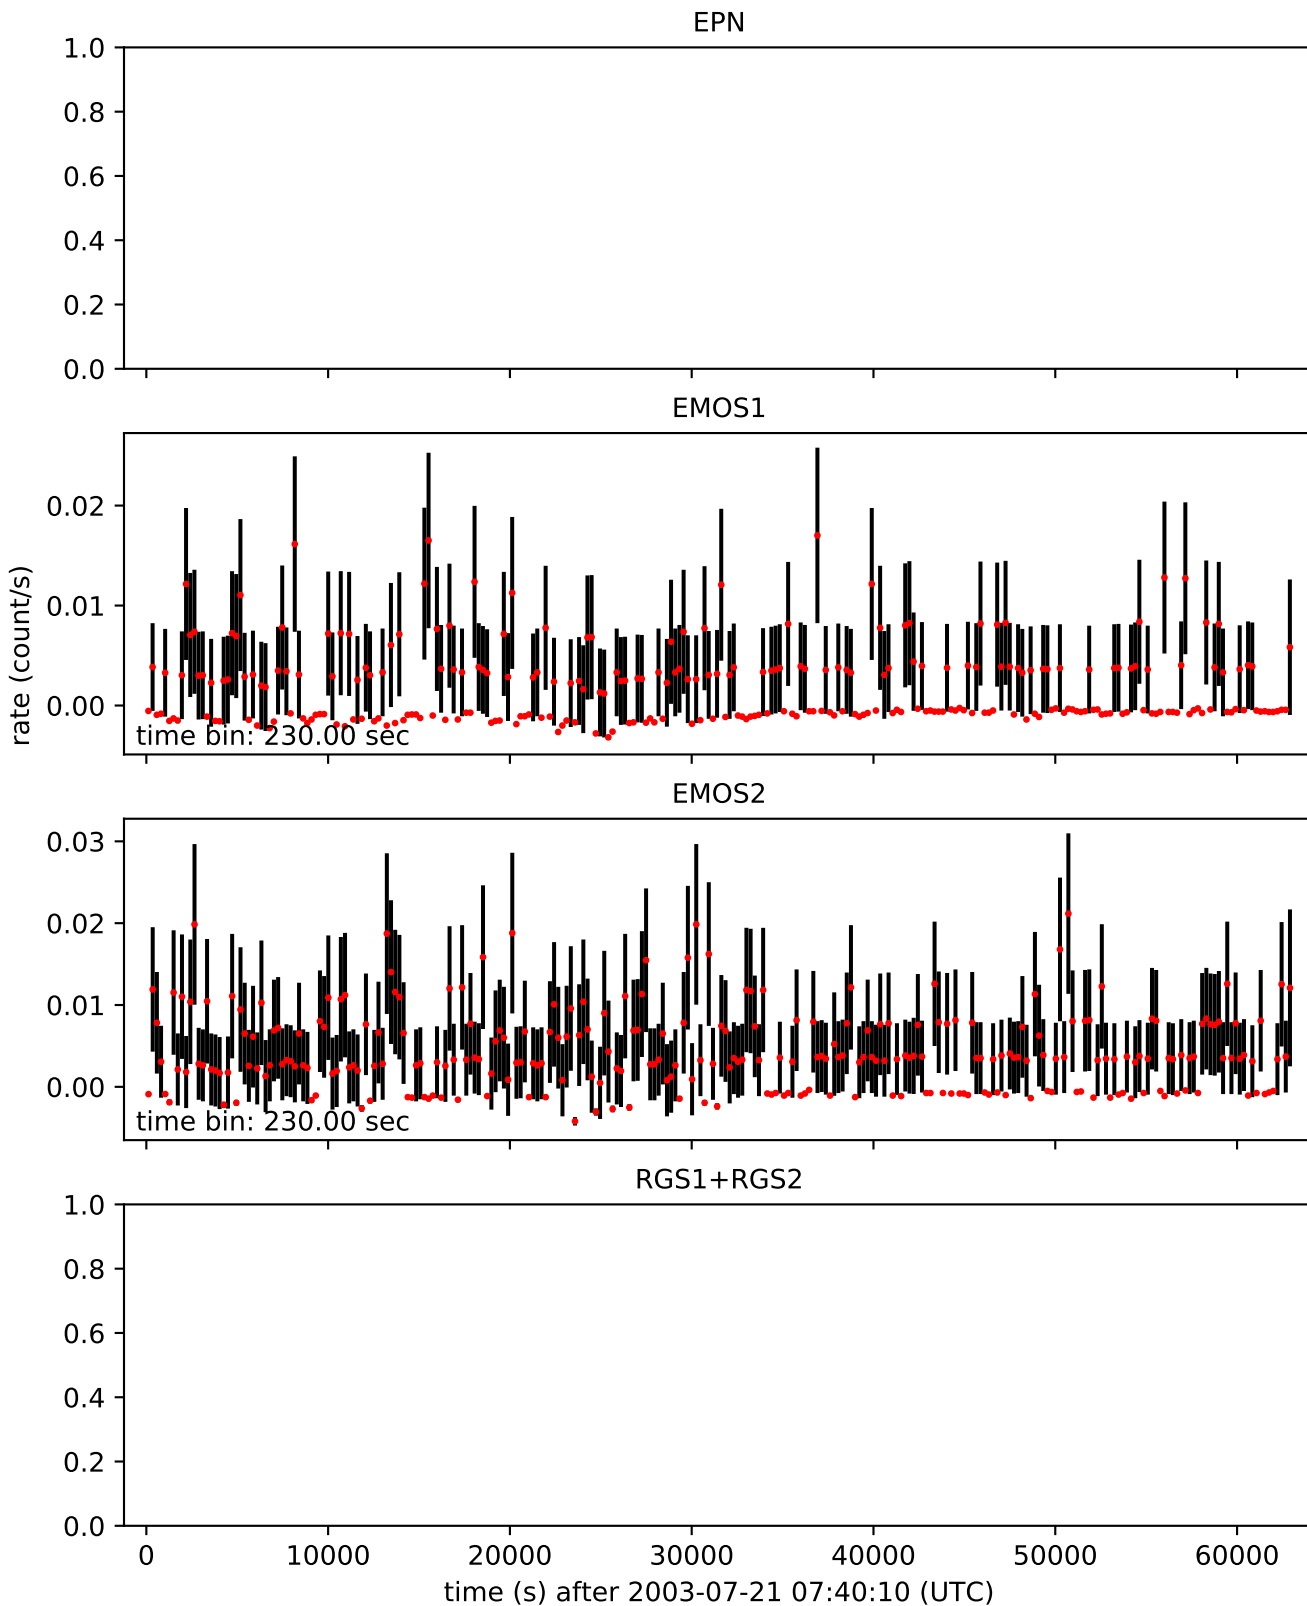 EPN
1.0
0.8
0.6
0.4
0.2
0.0
EMOS1
0.02
0.01
0.00
time bin: 230.00 sec
rate (count/s)
EMOS2
0.03
0.02
0.01
0.00
time bin: 230.00 sec
RGS1+RGS2
1.0
0.8
0.6
0.4
0.2
0.0
0 10000 20000 30000 40000 50000 60000
time (s) after 2003-07-21 07:40:10 (UTC)